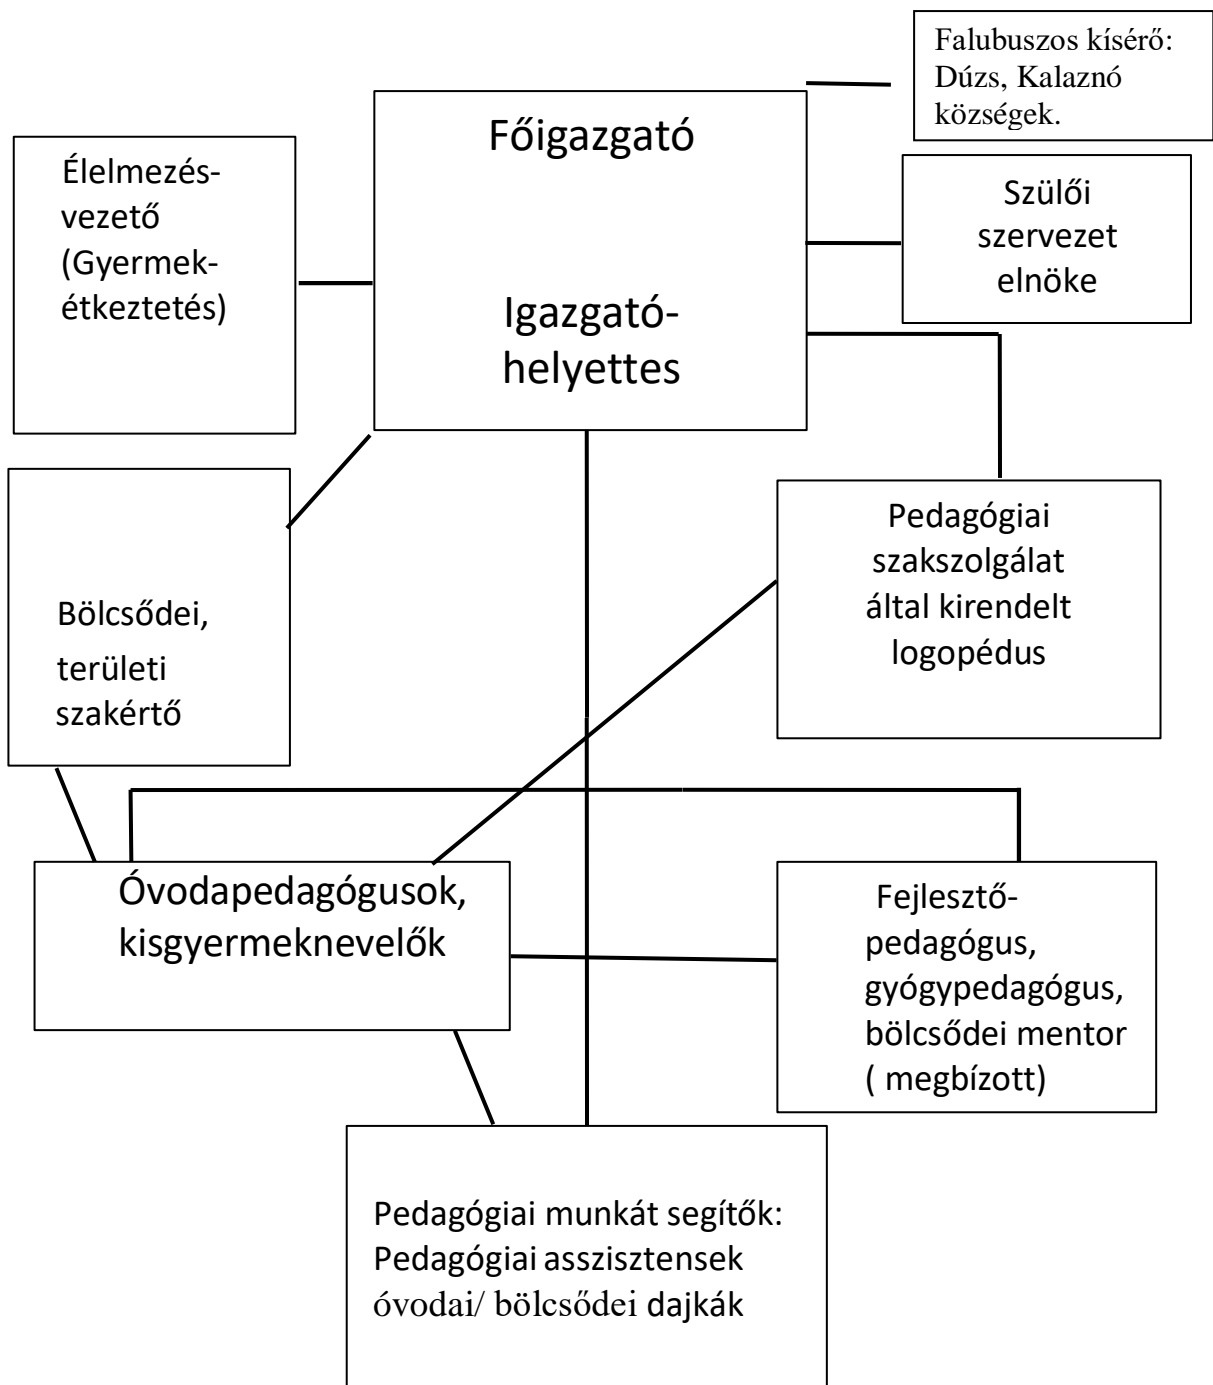 Falubuszos kísérő:
Dúzs, Kalaznó
községek.
Főigazgató
Igazgató-
helyettes
Élelmezés-
vezető
(Gyermek-
étkeztetés)
Szülői
szervezet
elnöke
Bölcsődei,
területi
szakértő
Pedagógiai
szakszolgálat
által kirendelt
logopédus
Óvodapedagógusok,
kisgyermeknevelők
Fejlesztő-
pedagógus,
gyógypedagógus,
bölcsődei mentor
( megbízott)
Pedagógiai munkát segítők:
Pedagógiai asszisztensek
óvodai/ bölcsődei dajkák